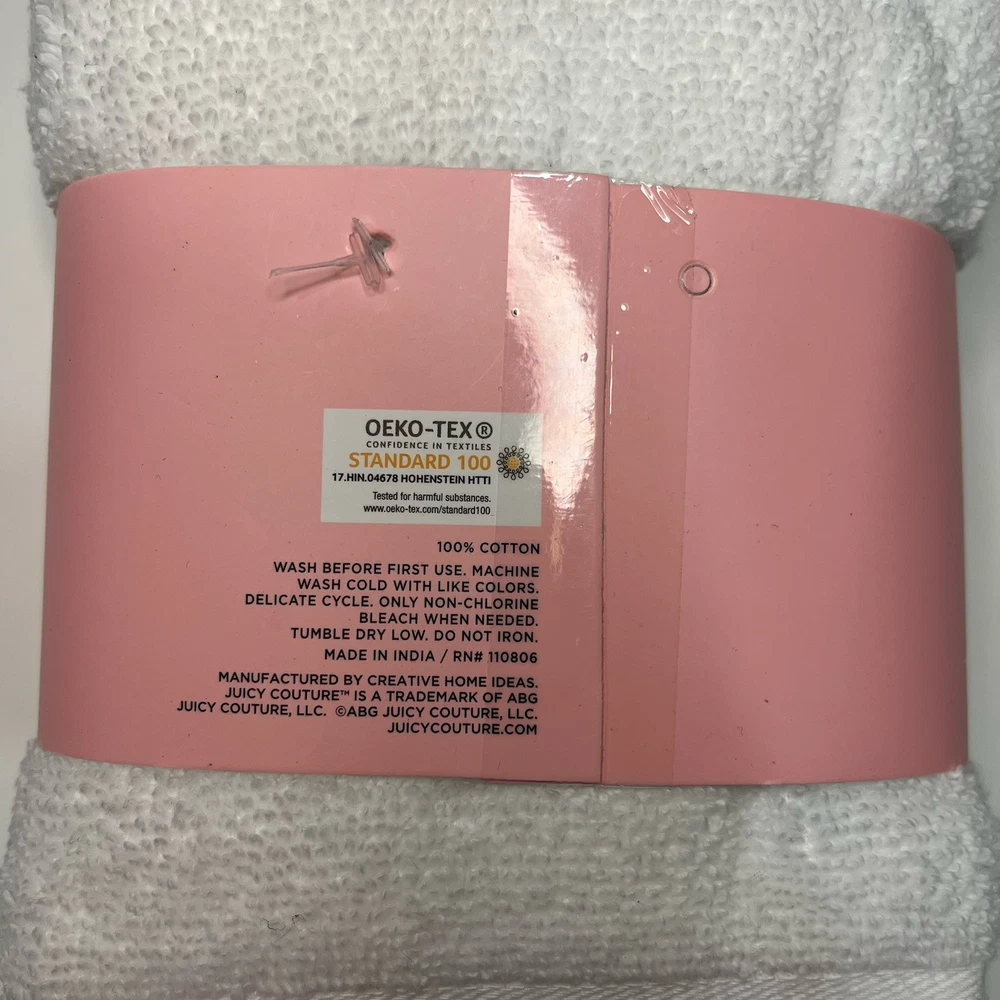 OEKO-TEX®
CONFIDENCE IN TEXTILES
STANDARD 100
17.HIN.04678 HOHENSTEIN HTTI
Tested for harmful substances.
www.oeko-tex.com/standard100
100% COTTON
WASH BEFORE FIRST USE. MACHINE
WASH COLD WITH LIKE COLORS.
DELICATE CYCLE. ONLY NON-CHLORINE
BLEACH WHEN NEEDED.
TUMBLE DRY LOW. DO NOT IRON.
MADE IN INDIA / RN# 110806
MANUFACTURED BY CREATIVE HOME IDEAS.
JUICY COUTURE™ IS A TRADEMARK OF ABG
JUICY COUTURE, LLC. ©ABG JUICY COUTURE, LLC.
JUICYCOUTURE.COM